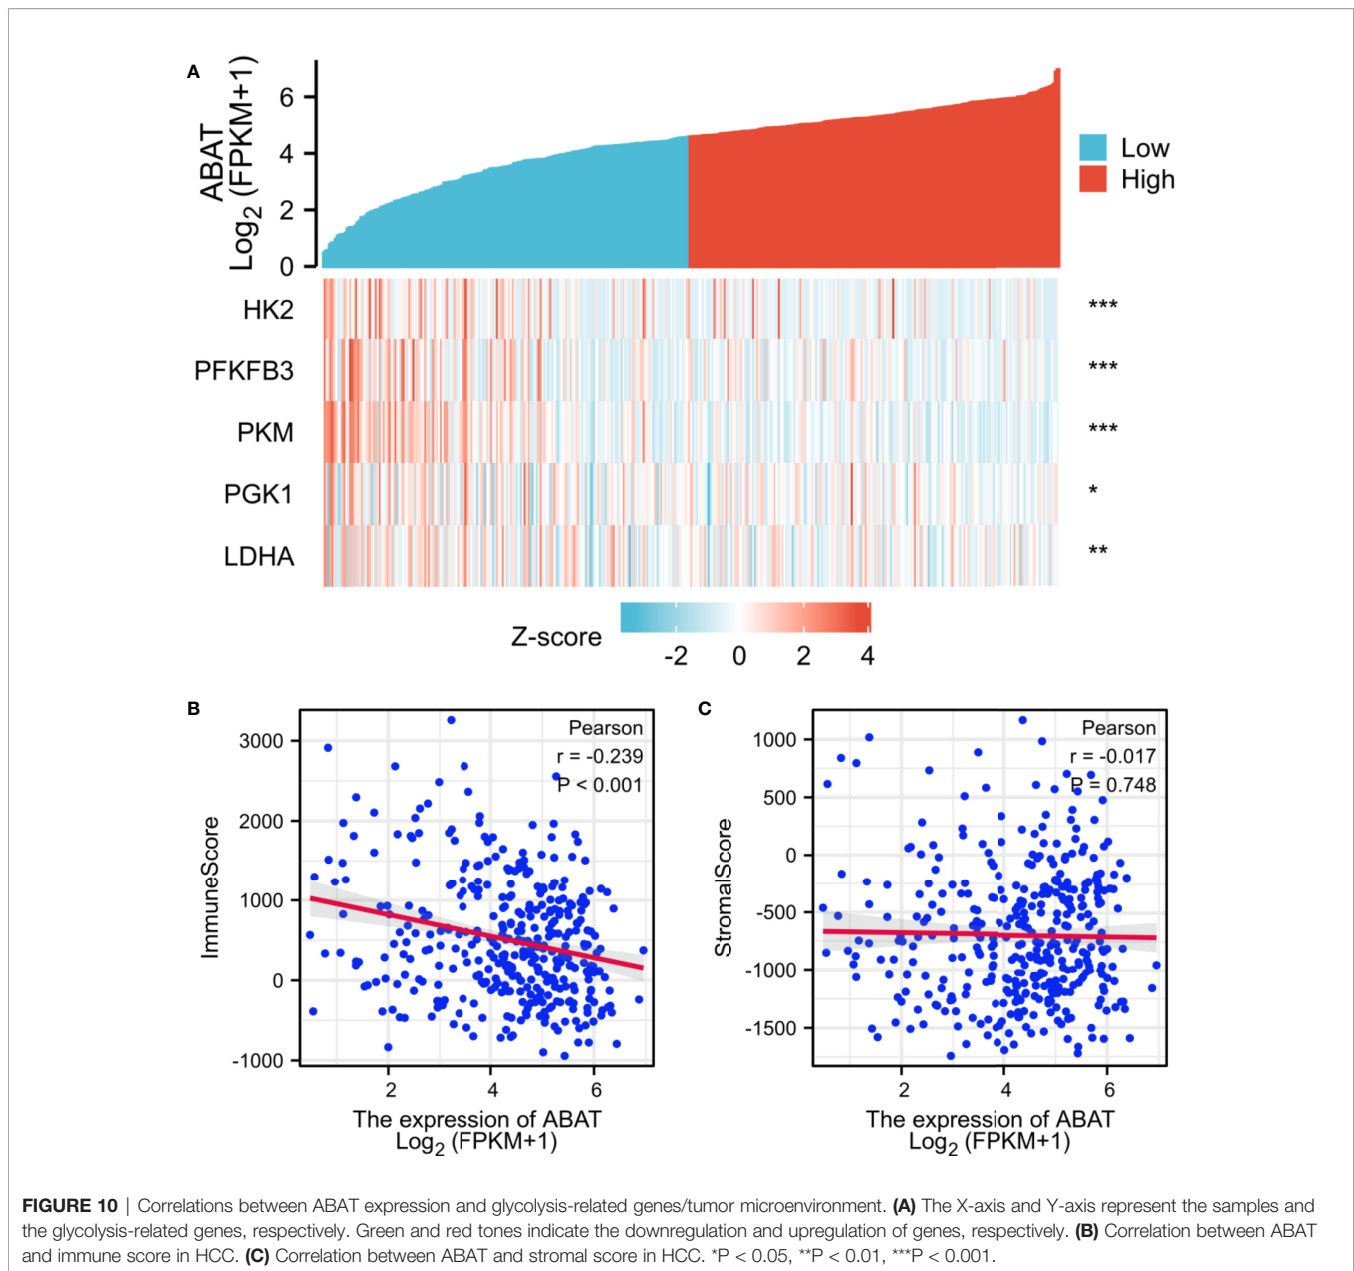 A
ABAT
Log2 (FPKM+1)
6
4
2
0
Low
High
HK2
***
PFKFB3
***
PKM
***
PGK1
*
LDHA
**
Z-score
-2 0 2 4
B
ImmuneScore
3000
2000
1000
0
-1000
Pearson
r = -0.239
P < 0.001
2 4 6
The expression of ABAT
Log2 (FPKM+1)
C
StromalScore
1000
500
0
-500
-1000
-1500
Pearson
r = -0.017
P = 0.748
2 4 6
The expression of ABAT
Log2 (FPKM+1)
FIGURE 10 | Correlations between ABAT expression and glycolysis-related genes/tumor microenvironment. (A) The X-axis and Y-axis represent the samples and
the glycolysis-related genes, respectively. Green and red tones indicate the downregulation and upregulation of genes, respectively. (B) Correlation between ABAT
and immune score in HCC. (C) Correlation between ABAT and stromal score in HCC. *P < 0.05, **P < 0.01, ***P < 0.001.